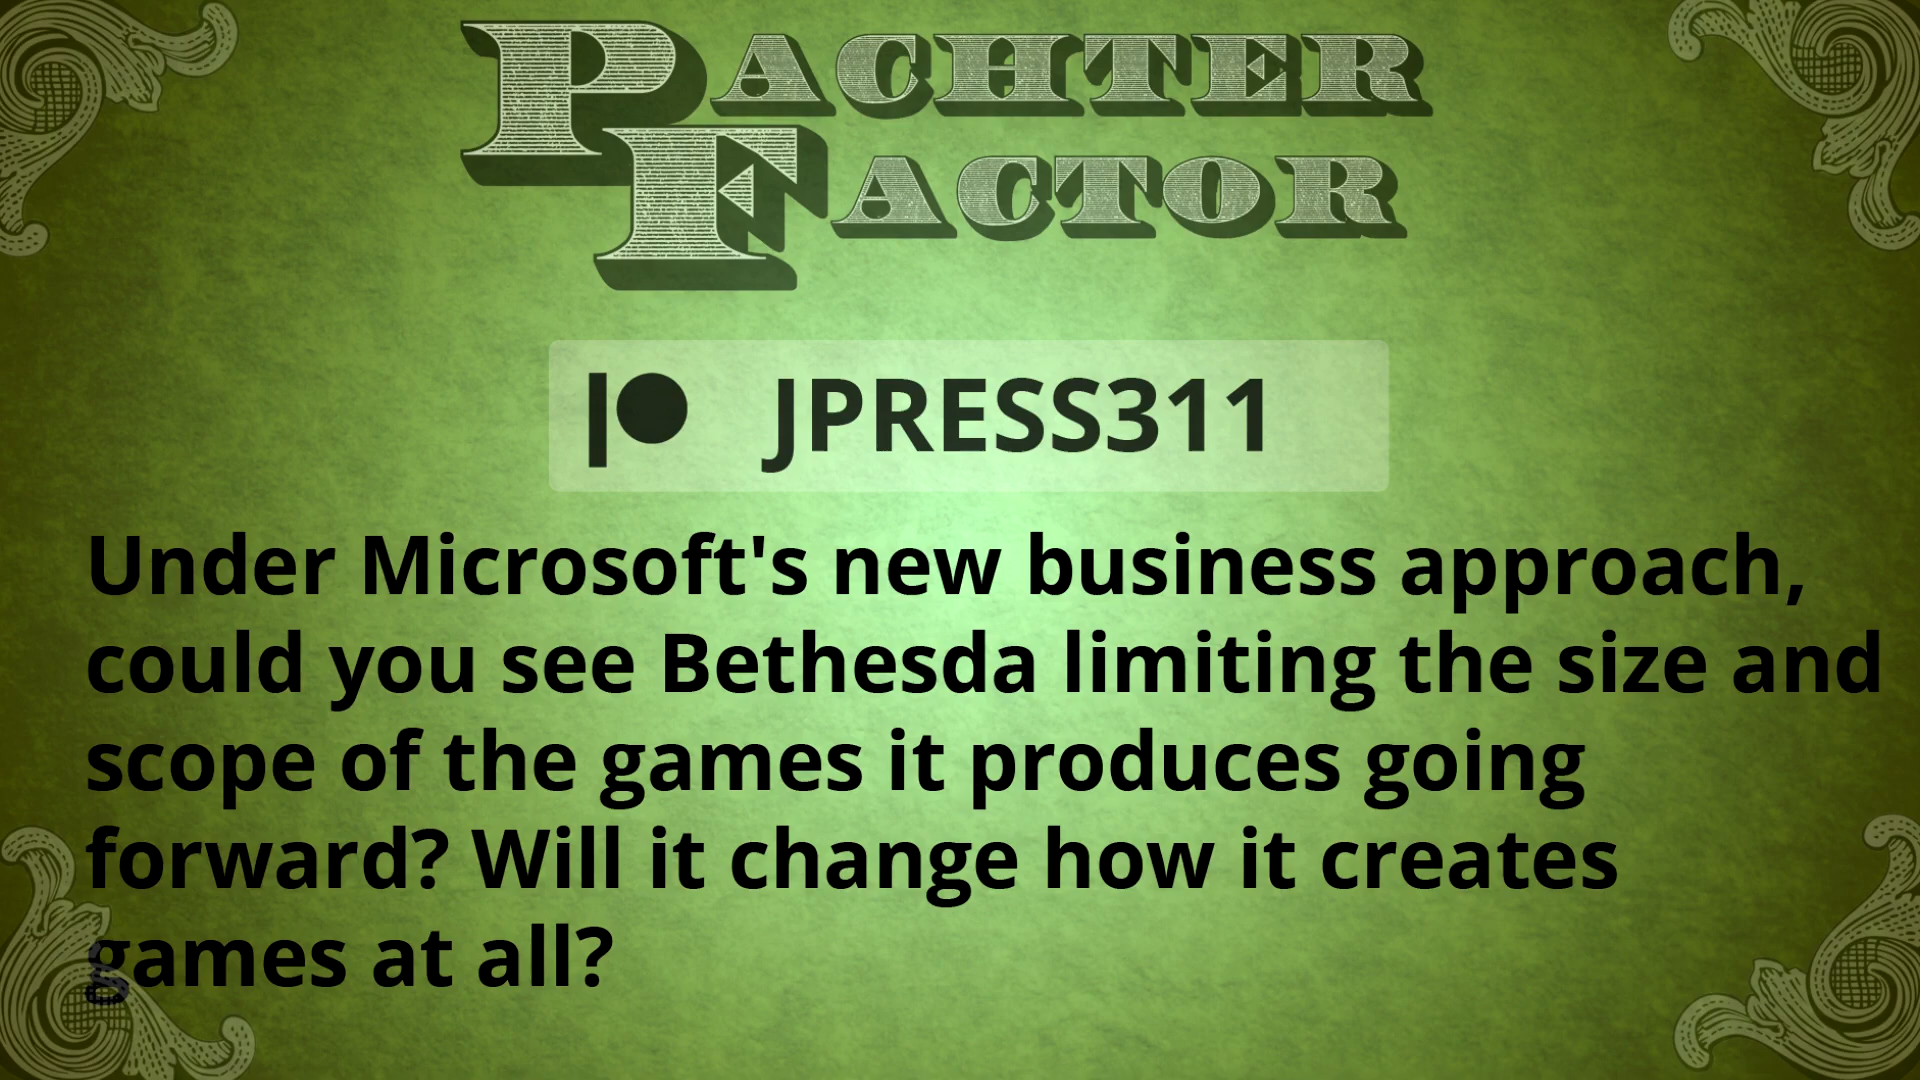 PACHTER
FACTOR
JPRESS311
Under Microsoft's new business approach,
could you see Bethesda limiting the size and
scope of the games it produces going
forward? Will it change how it creates
games at all?